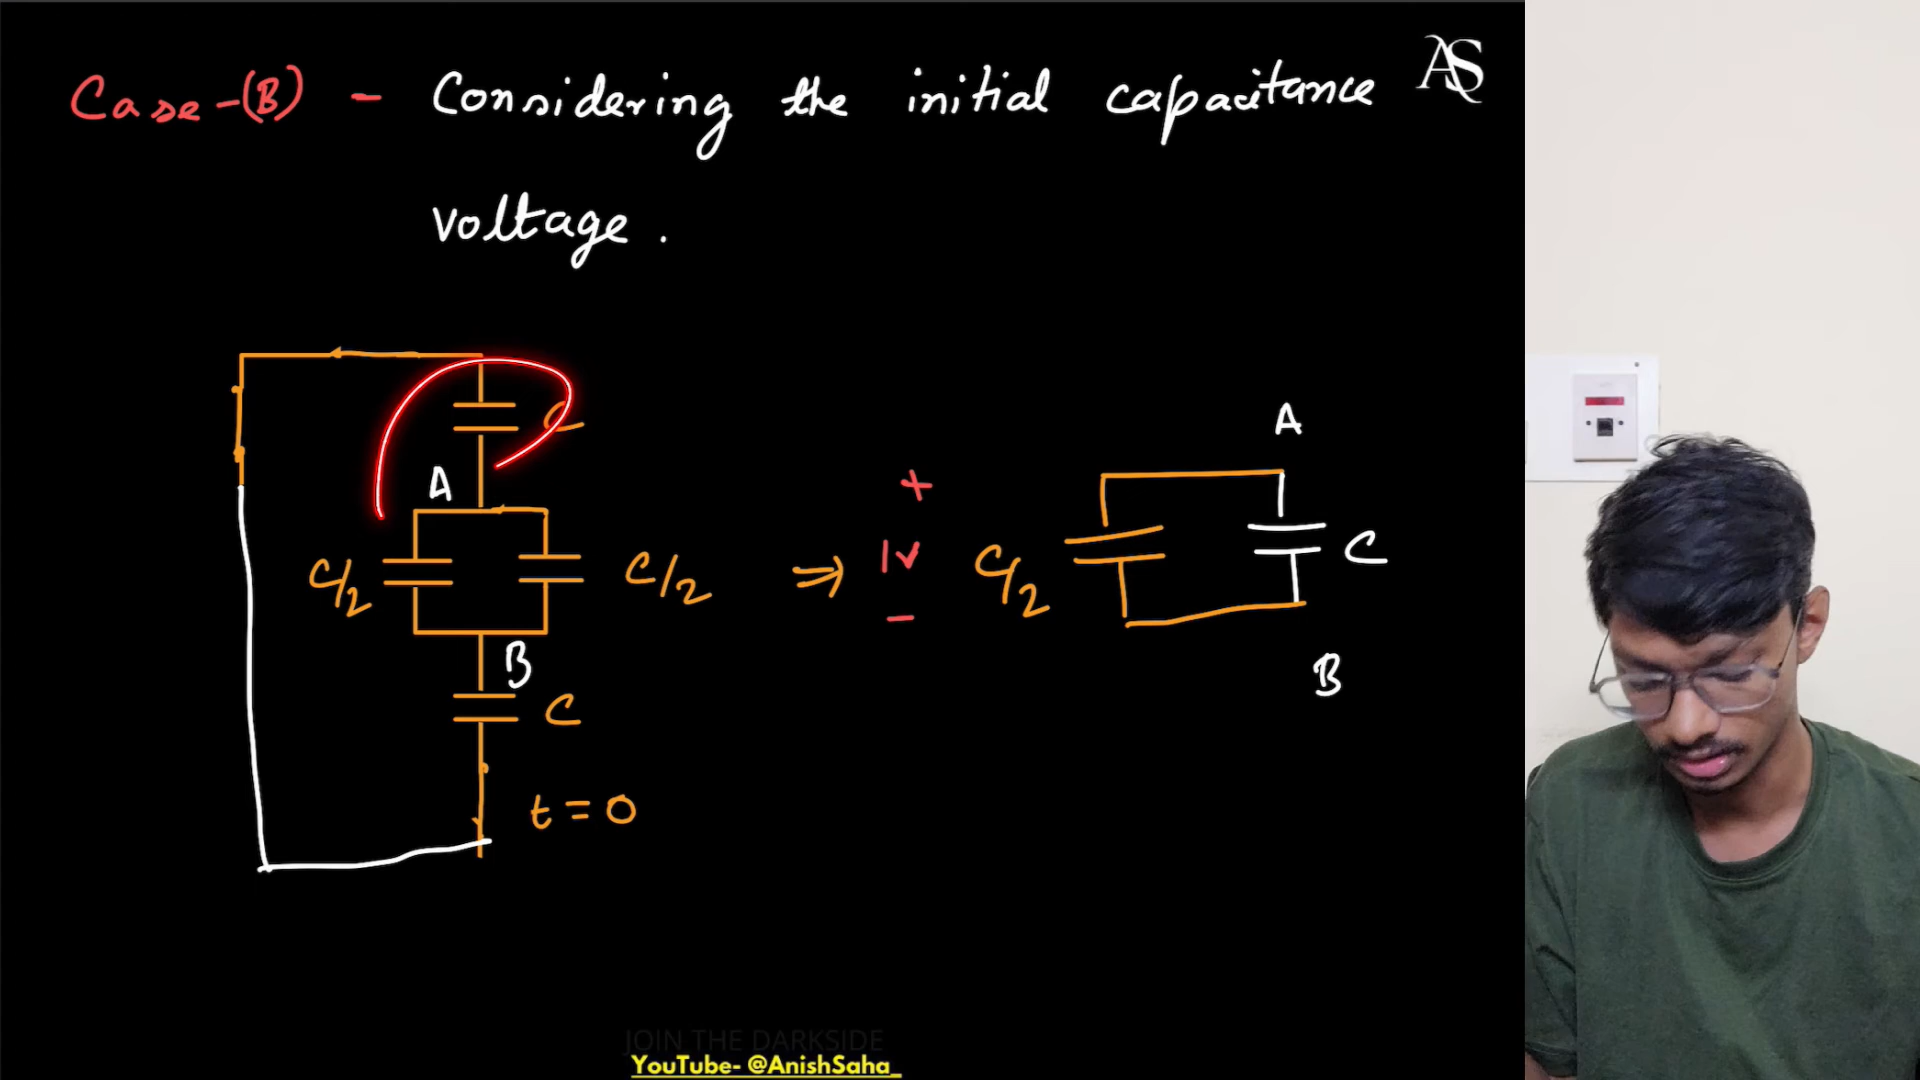 AS
Case-(B) - Considering the initial capacitance
voltage.
C
A
C/2
C/2
B
C
t = 0
⇒
+
1V
-
C/2
A
C
B
JOIN THE DARKSIDE
YouTube- @AnishSaha_